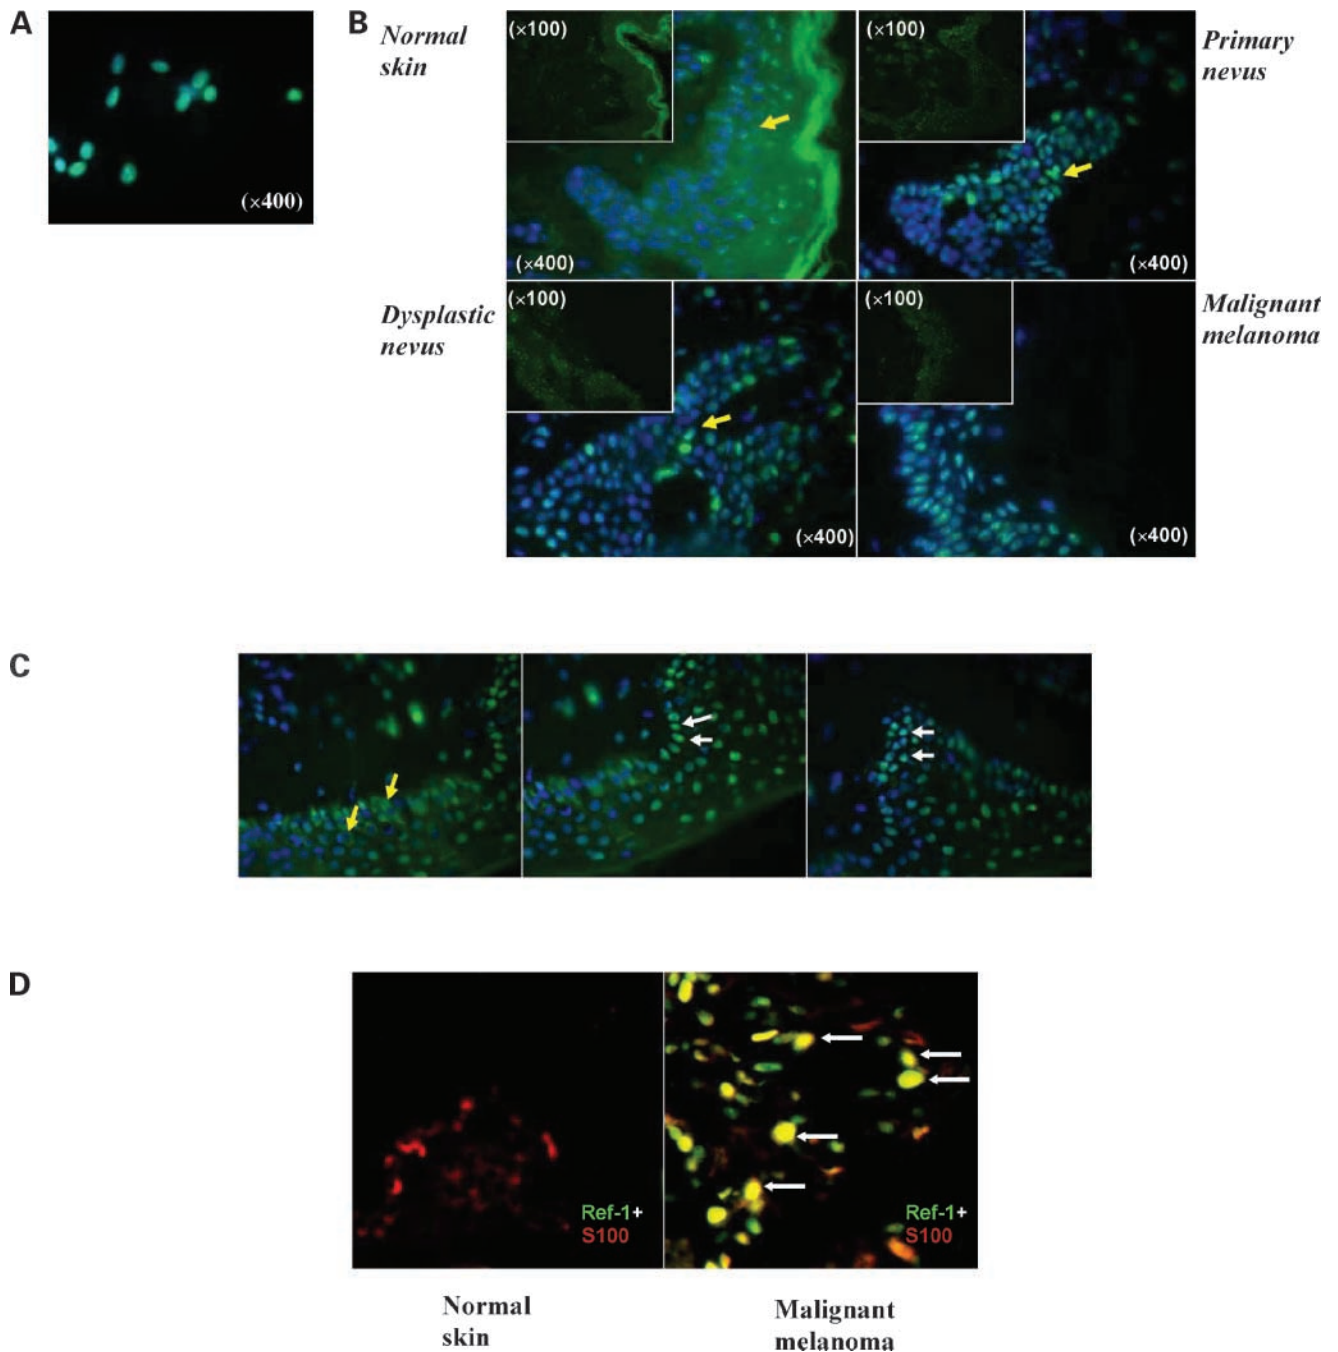 A
(×400)
B
Normal
skin
(×100)
(×400)
(×100)
(×400)
Primary
nevus
Dysplastic
nevus
(×100)
(×400)
(×100)
(×400)
Malignant
melanoma
C
D
Ref-1+
S100
Ref-1+
S100
Normal
skin
Malignant
melanoma